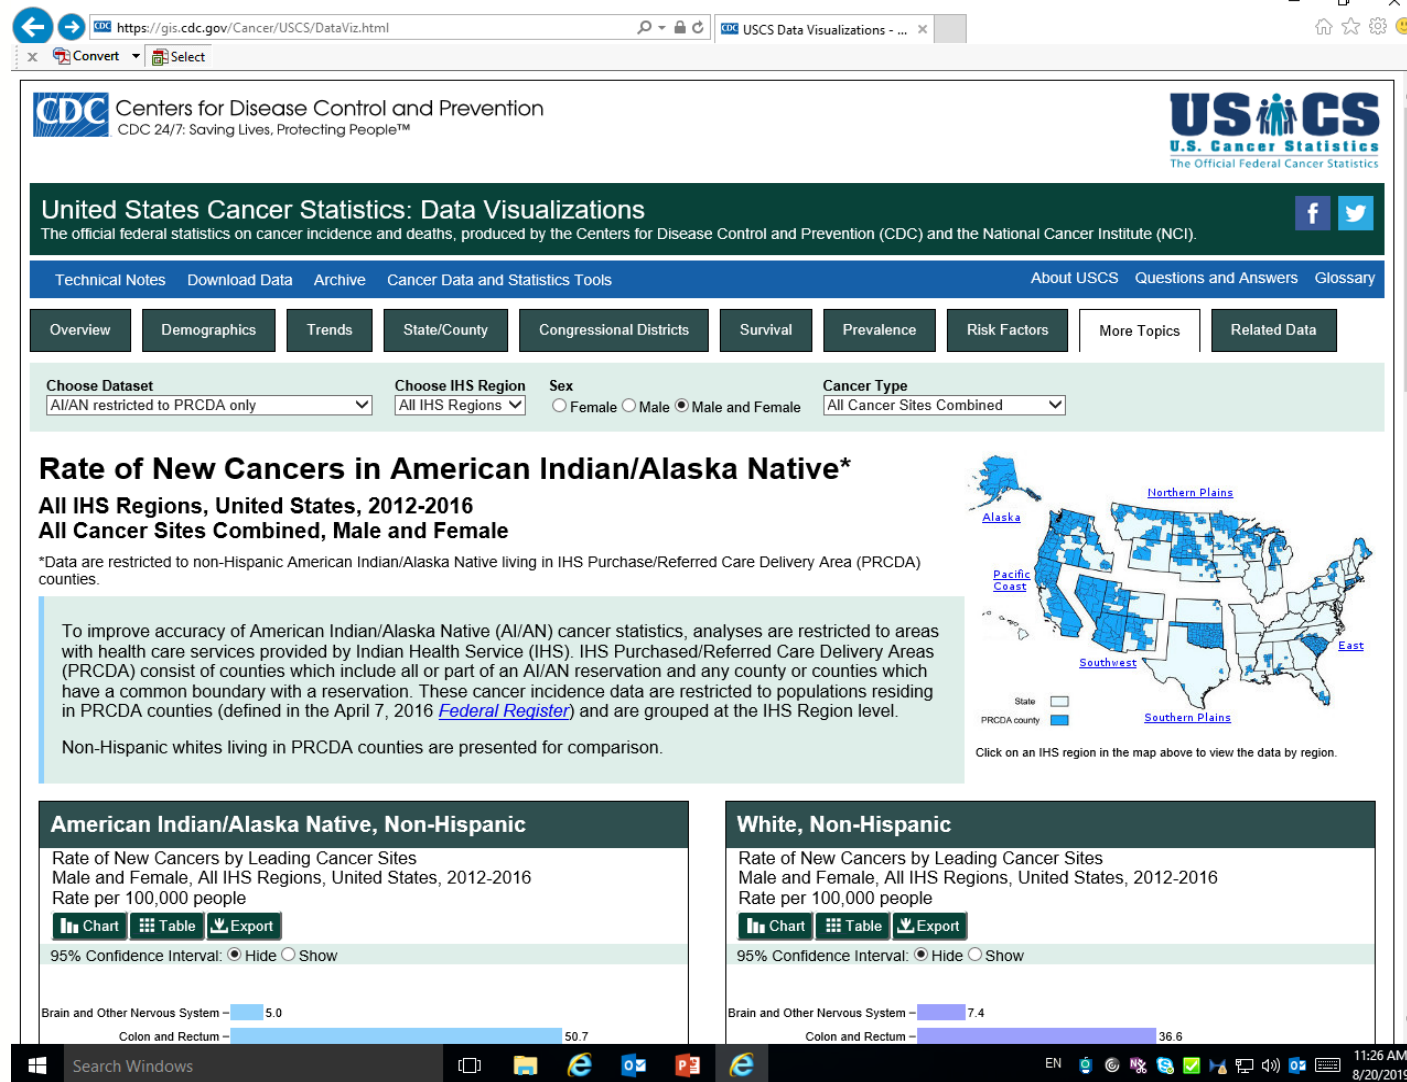 https://gis.cdc.gov/Cancer/USCS/DataViz.html
USCS Data Visualizations - ...
x Convert Select
CDC Centers for Disease Control and Prevention
CDC 24/7: Saving Lives, Protecting People™
USCS
U.S. Cancer Statistics
The Official Federal Cancer Statistics
United States Cancer Statistics: Data Visualizations
The official federal statistics on cancer incidence and deaths, produced by the Centers for Disease Control and Prevention (CDC) and the National Cancer Institute (NCI).
Technical Notes Download Data Archive Cancer Data and Statistics Tools About USCS Questions and Answers Glossary
Overview Demographics Trends State/County Congressional Districts Survival Prevalence Risk Factors More Topics Related Data
Choose Dataset Choose IHS Region Sex Cancer Type
AI/AN restricted to PRCDA only All IHS Regions Female Male Male and Female All Cancer Sites Combined
Rate of New Cancers in American Indian/Alaska Native*
All IHS Regions, United States, 2012-2016
All Cancer Sites Combined, Male and Female
*Data are restricted to non-Hispanic American Indian/Alaska Native living in IHS Purchase/Referred Care Delivery Area (PRCDA)
counties.
To improve accuracy of American Indian/Alaska Native (AI/AN) cancer statistics, analyses are restricted to areas
with health care services provided by Indian Health Service (IHS). IHS Purchased/Referred Care Delivery Areas
(PRCDA) consist of counties which include all or part of an AI/AN reservation and any county or counties which
have a common boundary with a reservation. These cancer incidence data are restricted to populations residing
in PRCDA counties (defined in the April 7, 2016 Federal Register) and are grouped at the IHS Region level.
Non-Hispanic whites living in PRCDA counties are presented for comparison.
Northern Plains
Alaska
Pacific
Coast
East
Southwest
State
PRCDA county
Southern Plains
Click on an IHS region in the map above to view the data by region.
American Indian/Alaska Native, Non-Hispanic
Rate of New Cancers by Leading Cancer Sites
Male and Female, All IHS Regions, United States, 2012-2016
Rate per 100,000 people
Chart Table Export
95% Confidence Interval: Hide Show
Brain and Other Nervous System 5.0
Colon and Rectum 50.7
White, Non-Hispanic
Rate of New Cancers by Leading Cancer Sites
Male and Female, All IHS Regions, United States, 2012-2016
Rate per 100,000 people
Chart Table Export
95% Confidence Interval: Hide Show
Brain and Other Nervous System 7.4
Colon and Rectum 36.6
Search Windows
EN
11:26 AM
8/20/2019